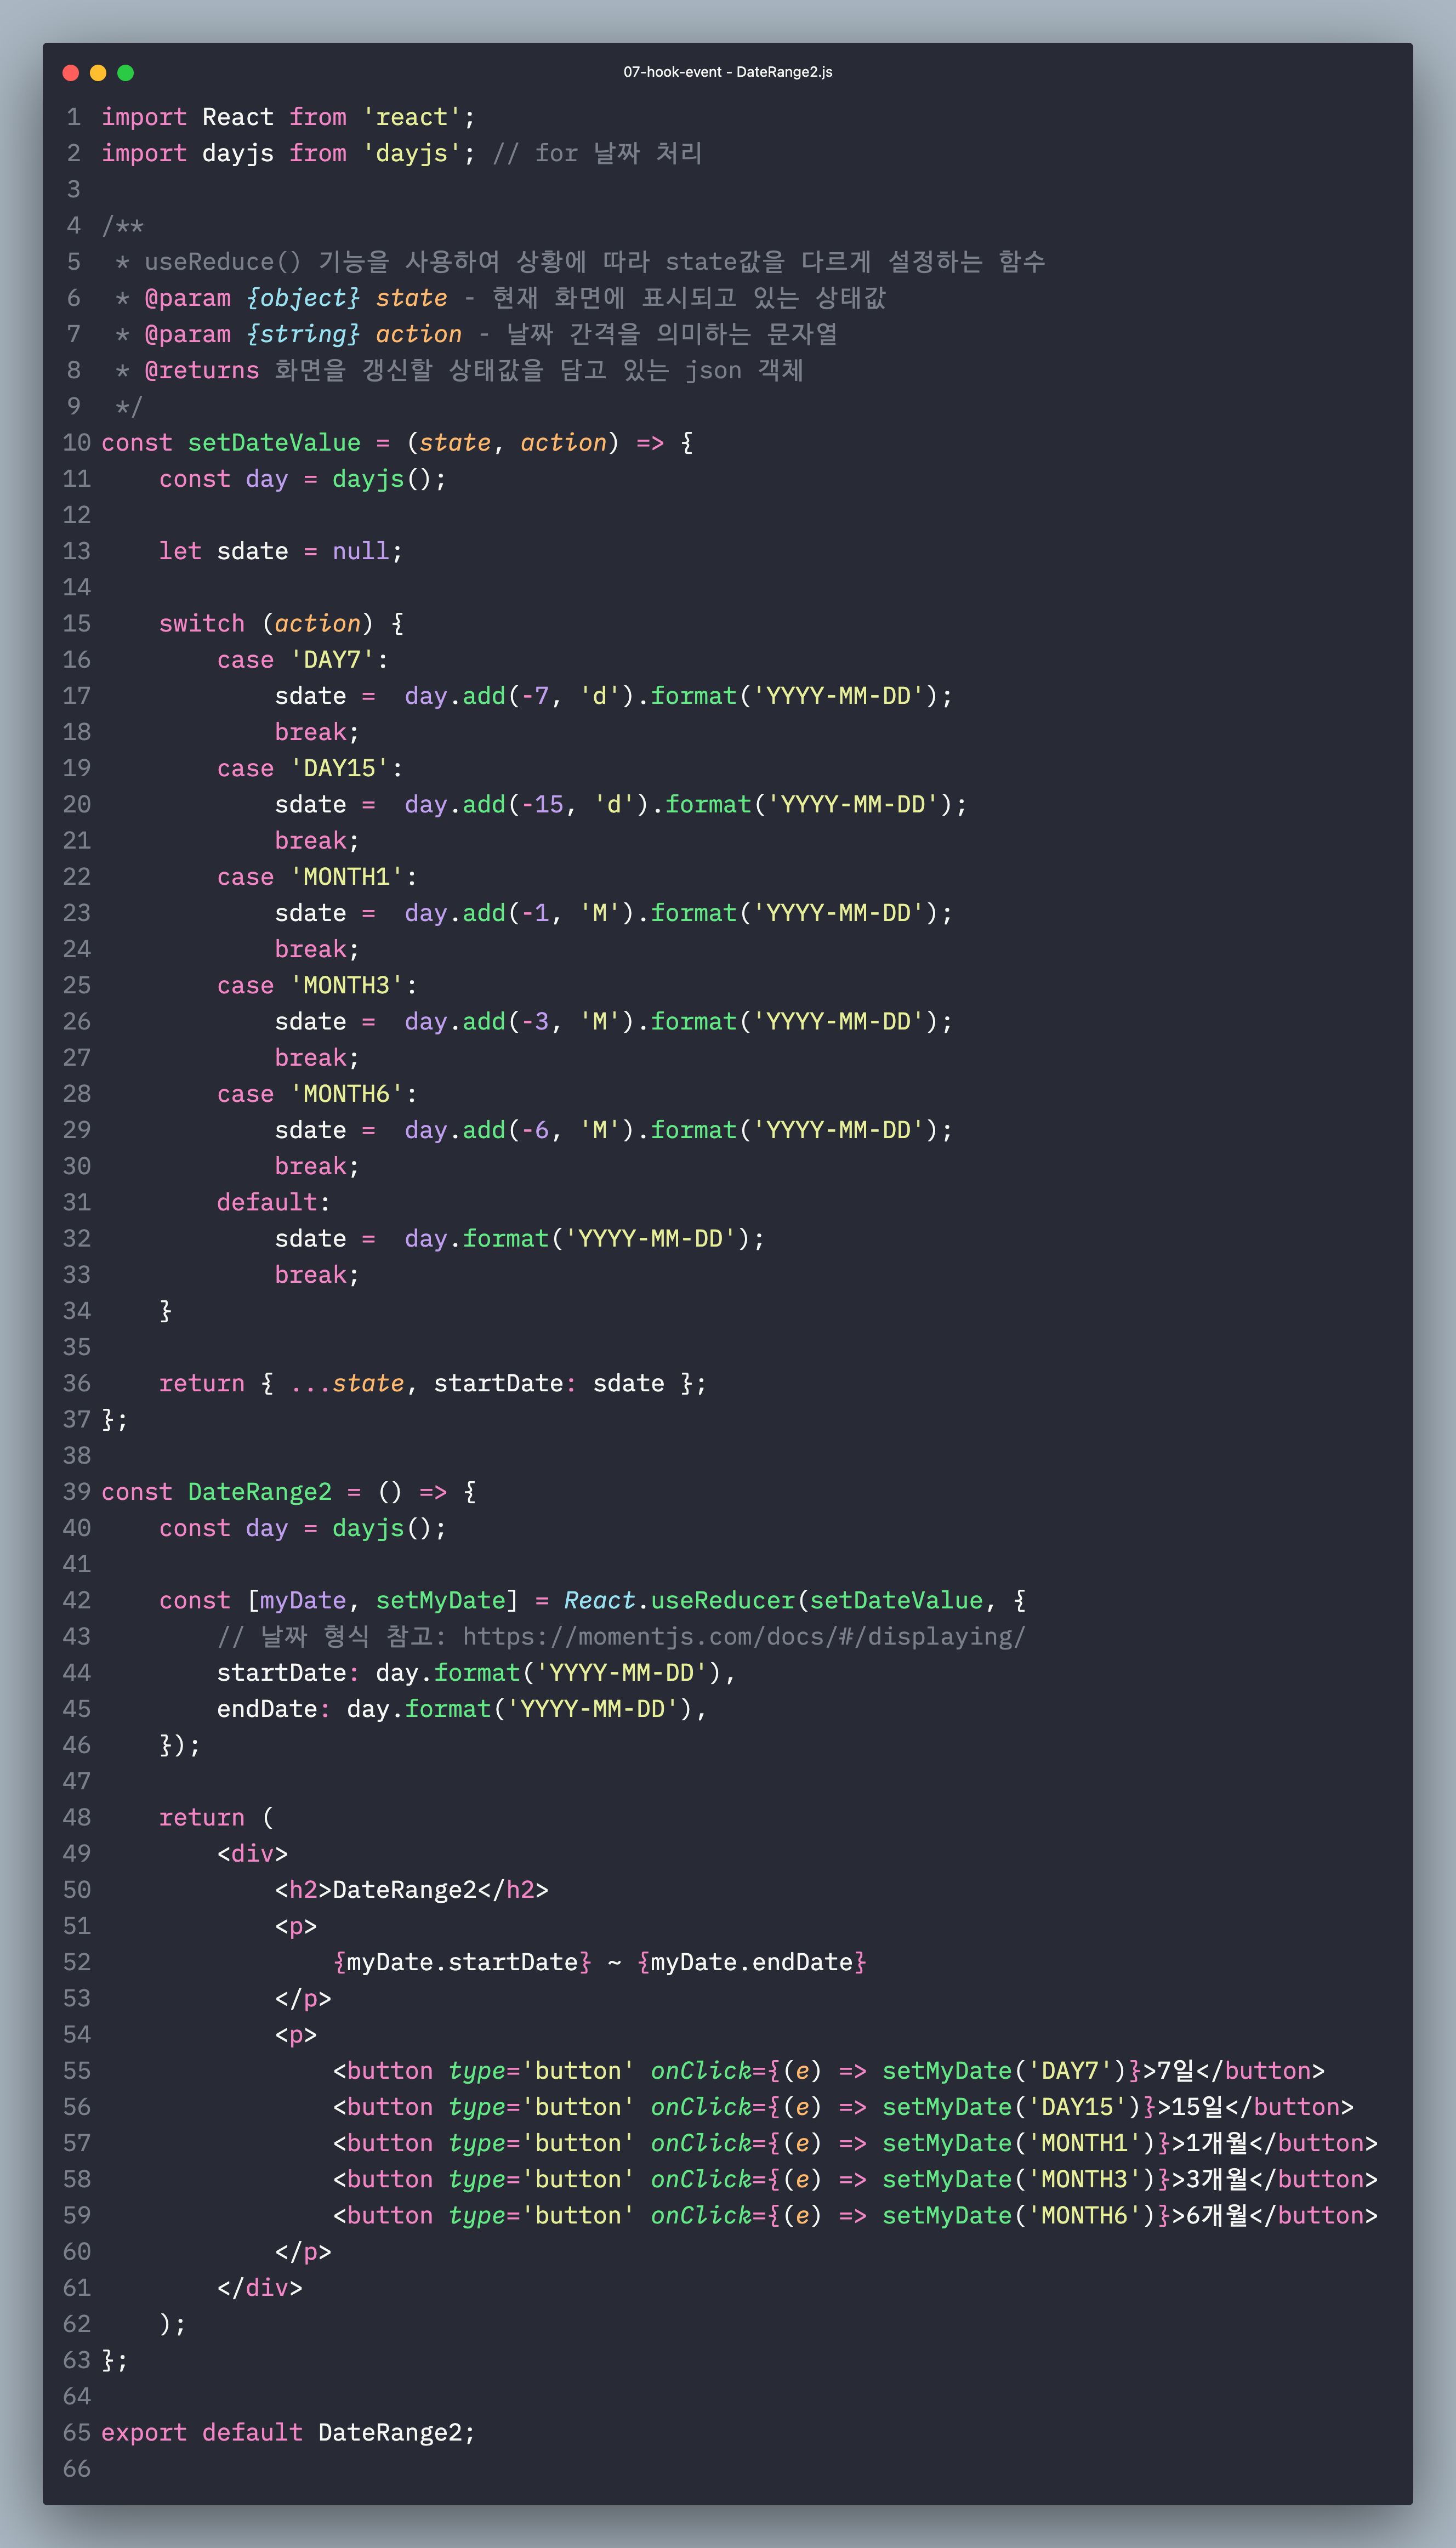 07-hook-event - DateRange2.js
1 import React from 'react';
2 import dayjs from 'dayjs'; // for 날짜 처리
3
4 /**
5  * useReduce() 기능을 사용하여 상황에 따라 state값을 다르게 설정하는 함수
6  * @param {object} state - 현재 화면에 표시되고 있는 상태값
7  * @param {string} action - 날짜 간격을 의미하는 문자열
8  * @returns 화면을 갱신할 상태값을 담고 있는 json 객체
9  */
10 const setDateValue = (state, action) => {
11     const day = dayjs();
12
13     let sdate = null;
14
15     switch (action) {
16         case 'DAY7':
17             sdate =  day.add(-7, 'd').format('YYYY-MM-DD');
18             break;
19         case 'DAY15':
20             sdate =  day.add(-15, 'd').format('YYYY-MM-DD');
21             break;
22         case 'MONTH1':
23             sdate =  day.add(-1, 'M').format('YYYY-MM-DD');
24             break;
25         case 'MONTH3':
26             sdate =  day.add(-3, 'M').format('YYYY-MM-DD');
27             break;
28         case 'MONTH6':
29             sdate =  day.add(-6, 'M').format('YYYY-MM-DD');
30             break;
31         default:
32             sdate =  day.format('YYYY-MM-DD');
33             break;
34     }
35
36     return { ...state, startDate: sdate };
37 };
38
39 const DateRange2 = () => {
40     const day = dayjs();
41
42     const [myDate, setMyDate] = React.useReducer(setDateValue, {
43         // 날짜 형식 참고: https://momentjs.com/docs/#/displaying/
44         startDate: day.format('YYYY-MM-DD'),
45         endDate: day.format('YYYY-MM-DD'),
46     });
47
48     return (
49         <div>
50             <h2>DateRange2</h2>
51             <p>
52                 {myDate.startDate} ~ {myDate.endDate}
53             </p>
54             <p>
55                 <button type='button' onClick={(e) => setMyDate('DAY7')}>7일</button>
56                 <button type='button' onClick={(e) => setMyDate('DAY15')}>15일</button>
57                 <button type='button' onClick={(e) => setMyDate('MONTH1')}>1개월</button>
58                 <button type='button' onClick={(e) => setMyDate('MONTH3')}>3개월</button>
59                 <button type='button' onClick={(e) => setMyDate('MONTH6')}>6개월</button>
60             </p>
61         </div>
62     );
63 };
64
65 export default DateRange2;
66